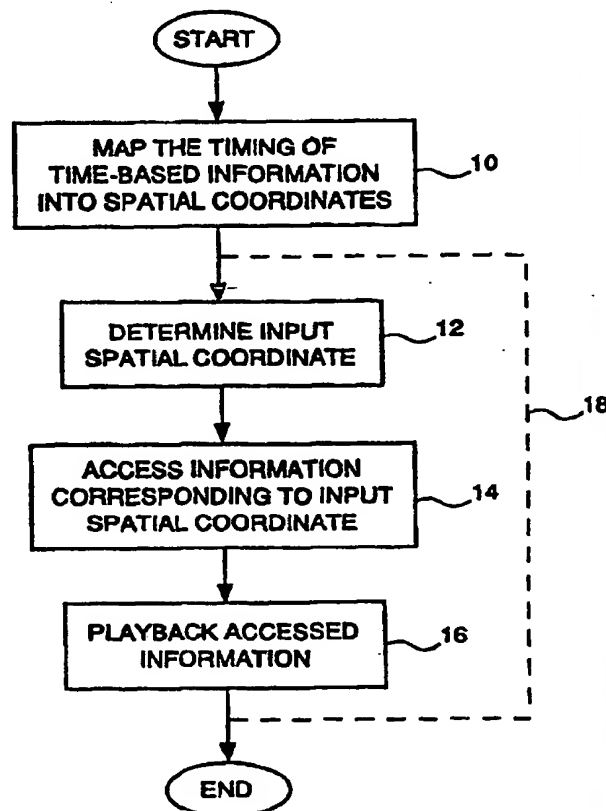 START
MAP THE TIMING OF
TIME-BASED INFORMATION
INTO SPATIAL COORDINATES
10
DETERMINE INPUT
SPATIAL COORDINATE
12
18
ACCESS INFORMATION
CORRESPONDING TO INPUT
SPATIAL COORDINATE
14
PLAYBACK ACCESSED
INFORMATION
16
END